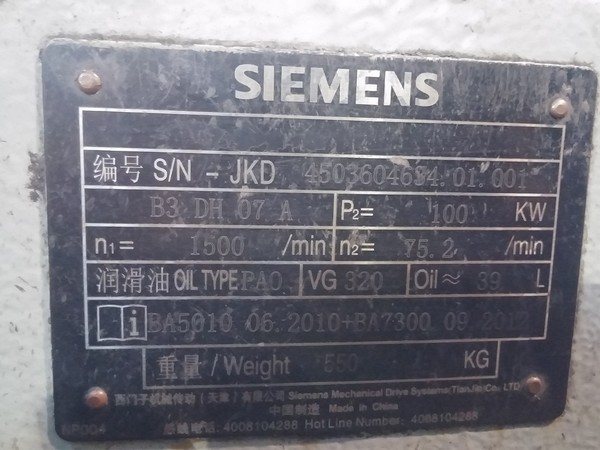 SIEMENS
编号 S/N - JKD 4503604684.01.001
B3 DH 07 A P2= 100 KW
n1= 1500 /min n2= 75.2 /min
润滑油 OIL TYPE PAO VG 320 Oil≈ 39 L
i BA5010 06.2010+BA7300 09.2012
重量 / Weight 550 KG
西门子机械传动（天津）有限公司 Siemens Mechanical Drive Systems(TianJin)Co., LTD
中国制造 Made in China
热线电话: 4008104288 Hot Line Number: 4008104288
NP004